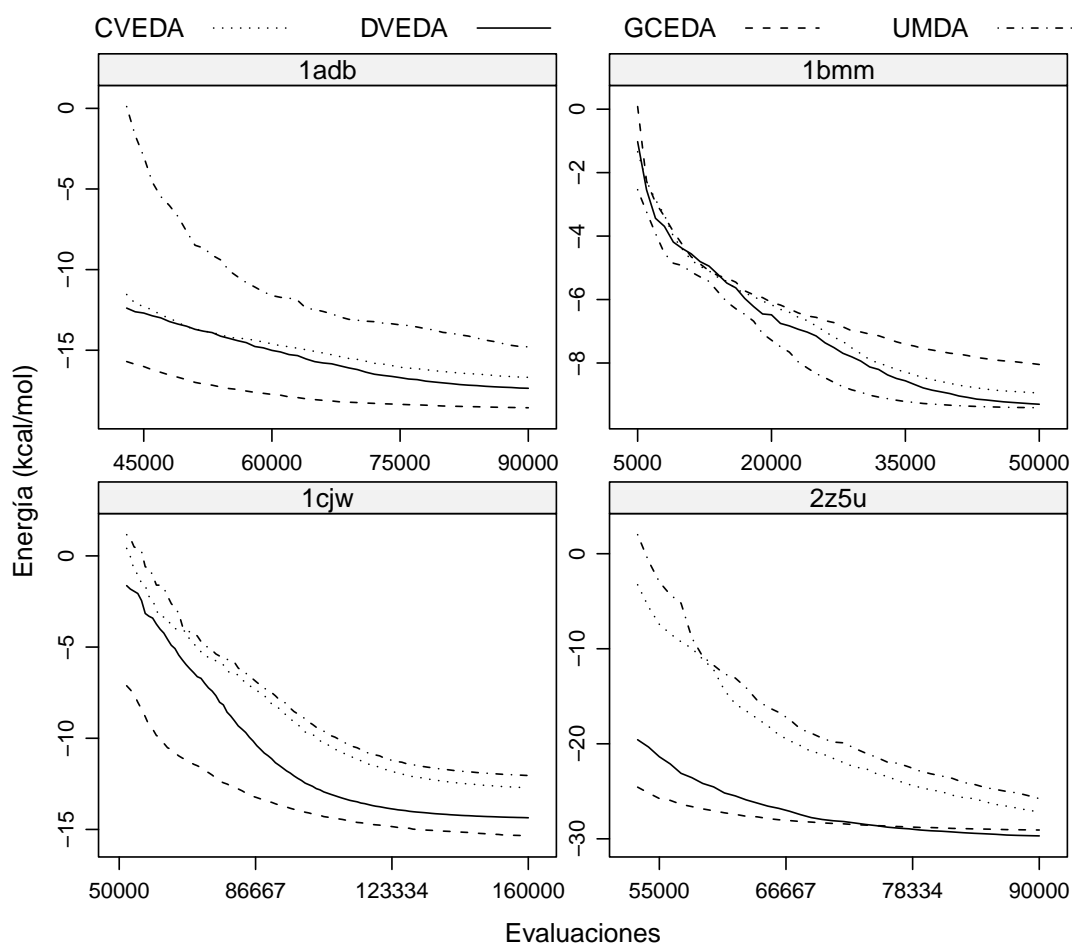 CVEDA DVEDA GCEDA UMDA
1adb 1bmm
0 −5 −10 −15
0 −2 −4 −6 −8
45000 60000 75000 90000
5000 20000 35000 50000
Energía (kcal/mol)
1cjw 2z5u
0 −5 −10 −15
0 −10 −20 −30
50000 86667 123334 160000
55000 66667 78334 90000
Evaluaciones